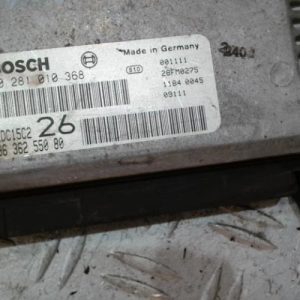 BOSCH
Made in Germany
0 281 010 368
S10
001111
28FM0275
1184 0045
09111
EDC15C2 26
96 362 550 80